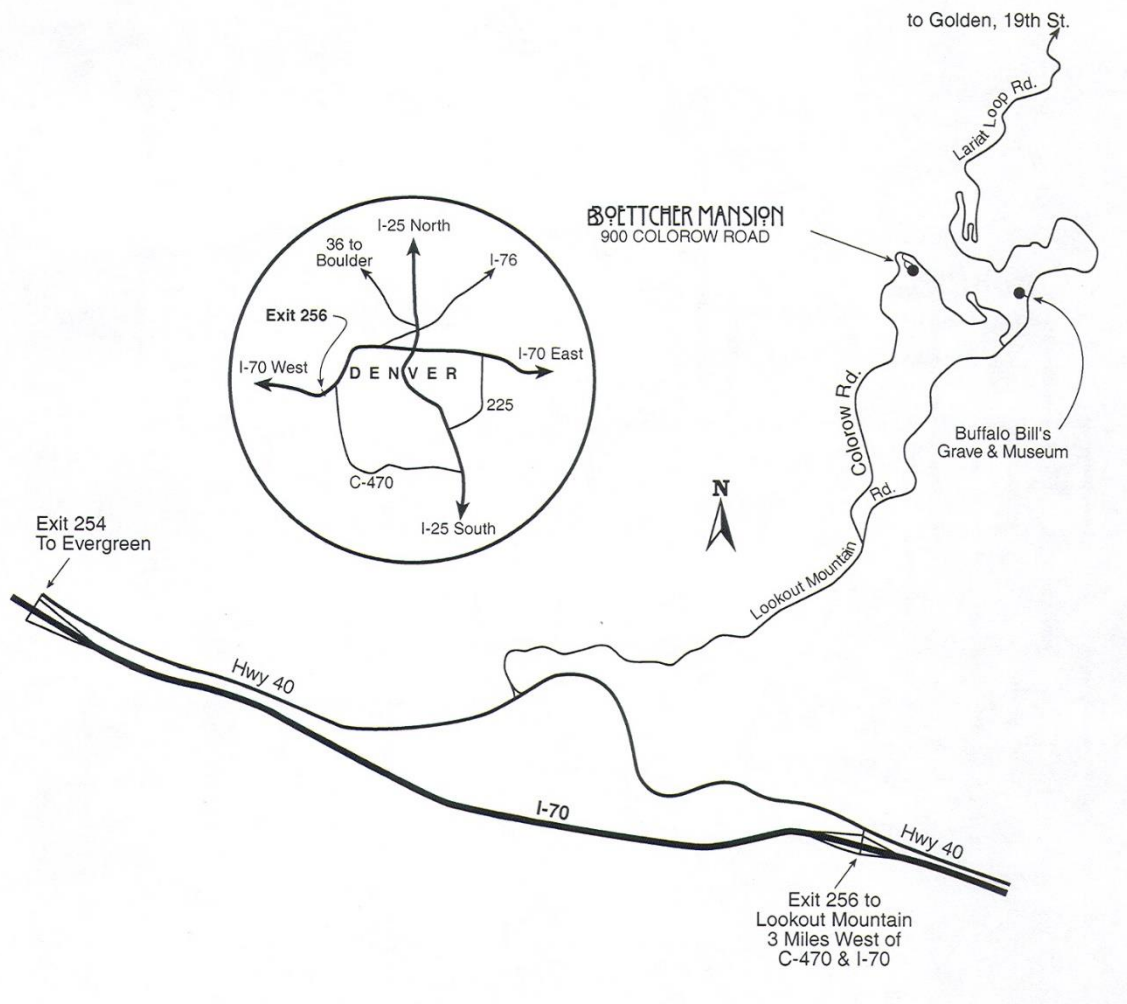 to Golden, 19th St.
Lariat Loop Rd.
BOETTCHER MANSION
900 COLOROW ROAD
I-25 North
36 to
Boulder
I-76
Exit 256
I-70 West
I-70 East
DENVER
225
C-470
I-25 South
Colorow Rd.
Buffalo Bill's
Grave & Museum
N
Lookout Mountain Rd.
Exit 254
To Evergreen
Hwy 40
I-70
Hwy 40
Exit 256 to
Lookout Mountain
3 Miles West of
C-470 & I-70